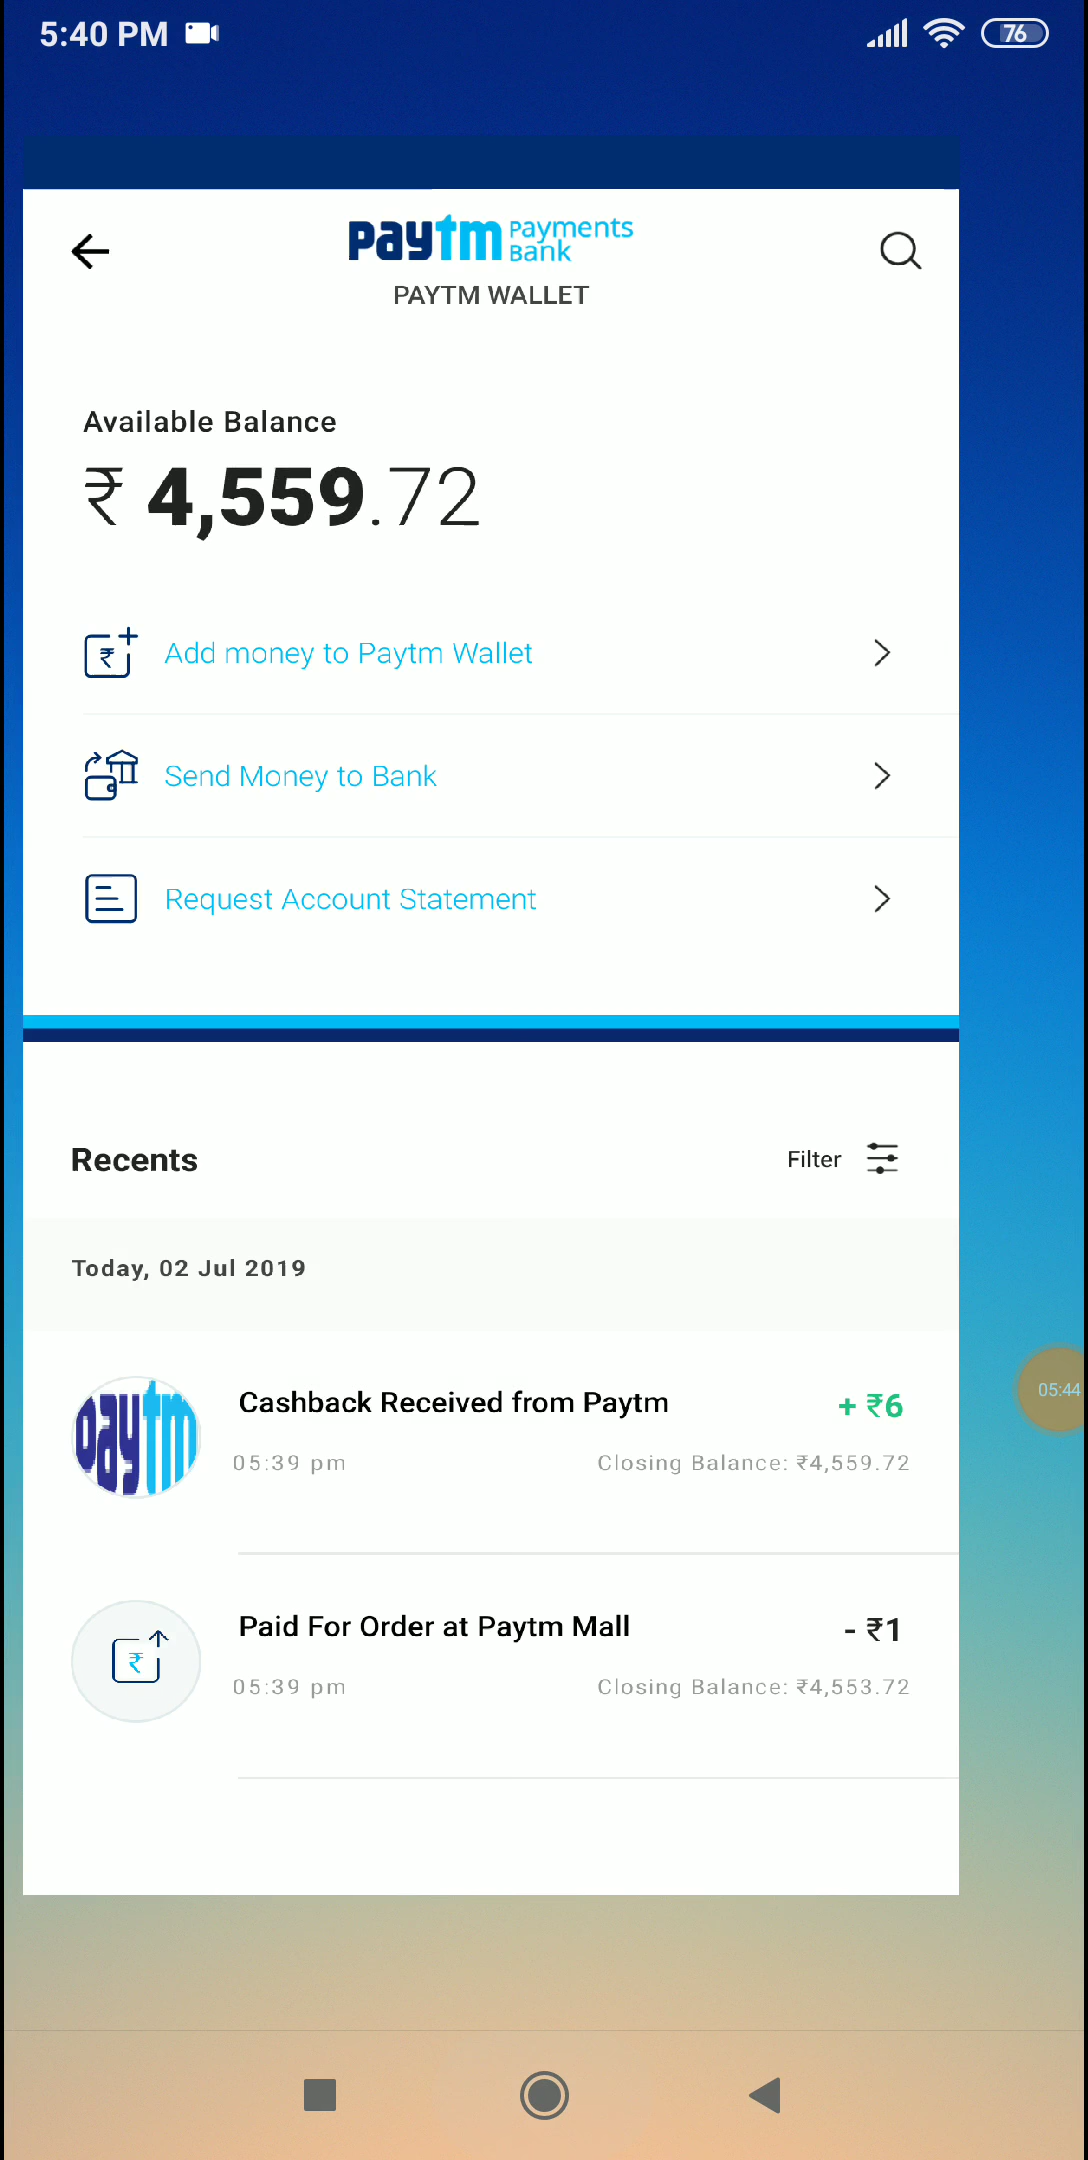 5:40 PM 76
paytm Payments Bank
PAYTM WALLET
Available Balance
₹ 4,559.72
Add money to Paytm Wallet
Send Money to Bank
Request Account Statement
Recents
Filter
Today, 02 Jul 2019
paytm
Cashback Received from Paytm + ₹6
05:39 pm Closing Balance: ₹4,559.72
05:44
Paid For Order at Paytm Mall - ₹1
05:39 pm Closing Balance: ₹4,553.72